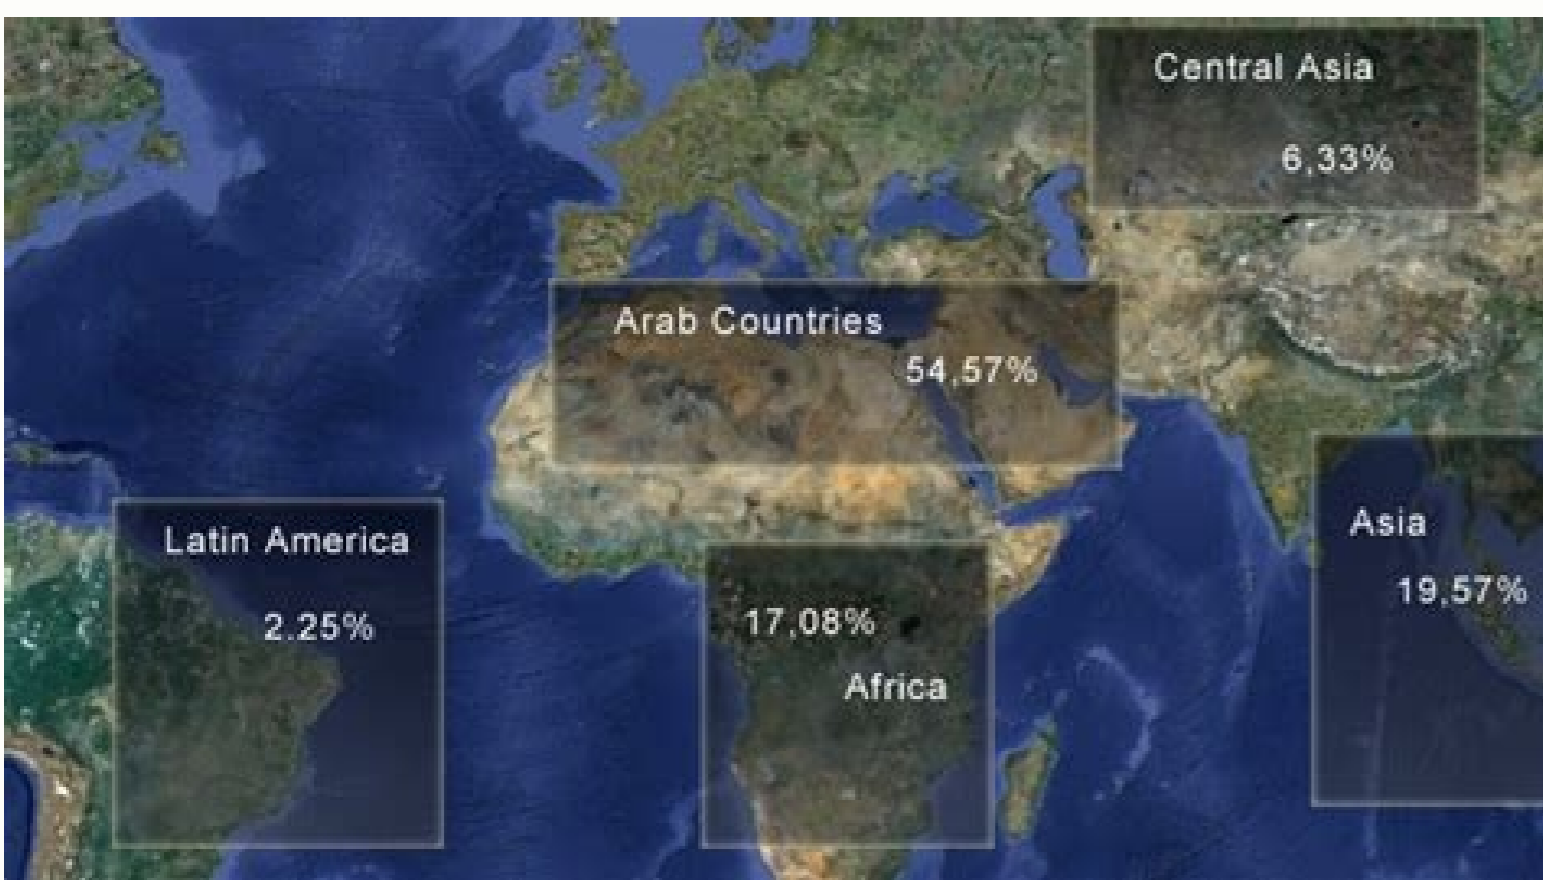 Central Asia
6,33%
Arab Countries
54,57%
Latin America
2.25%
17,08%
Africa
Asia
19,57%